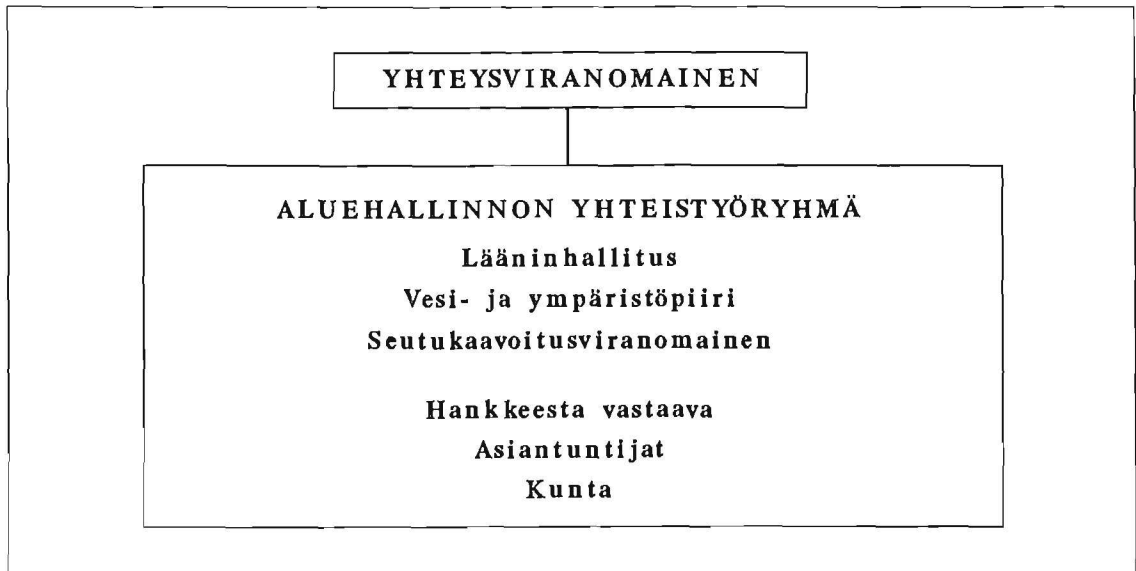 YHTEYSVIRANOMAINEN
ALUEHALLINNON YHTEISTYÖRYHMÄ
Lääninhallitus
Vesi- ja ympäristöpiiri
Seutukaavoitusviranomainen
Hankkeesta vastaava
Asiantuntijat
Kunta